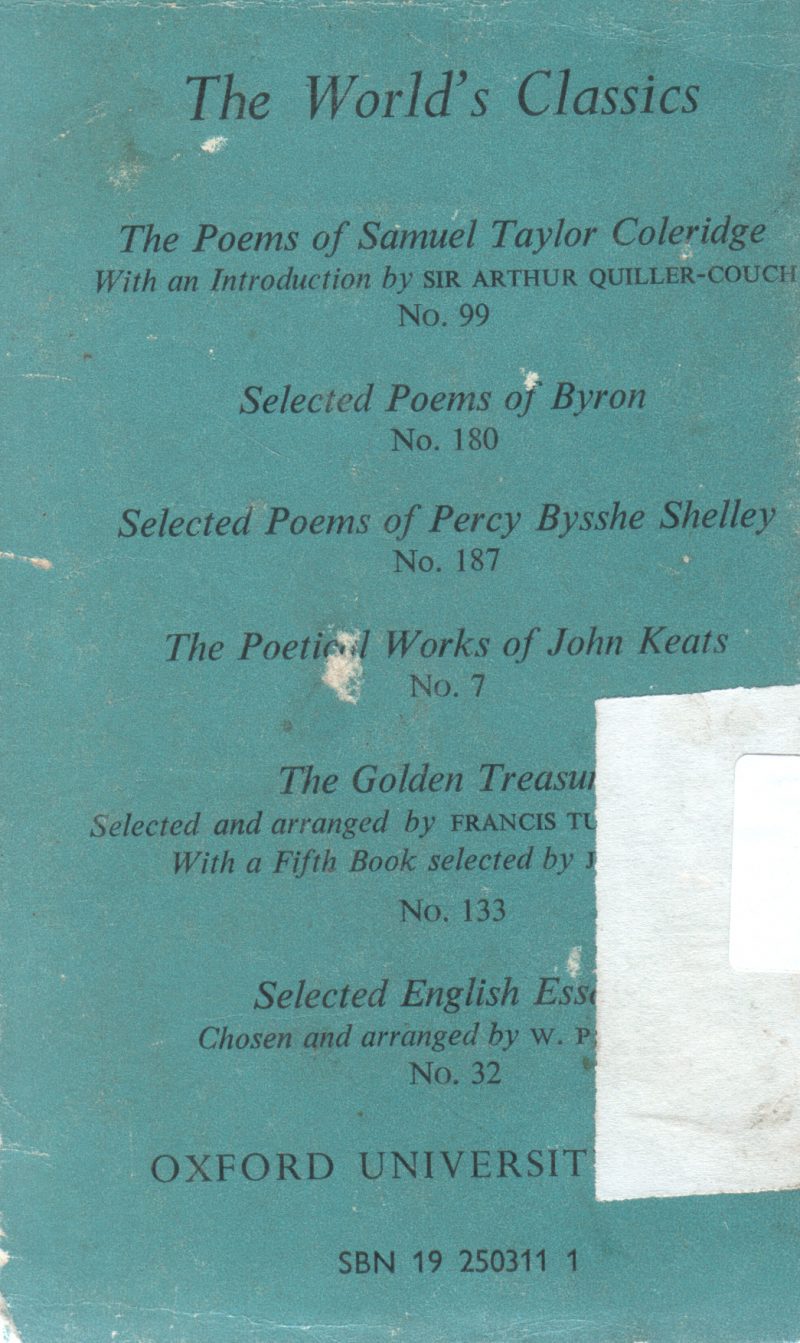 The World's Classics
The Poems of Samuel Taylor Coleridge
With an Introduction by SIR ARTHUR QUILLER-COUCH
No. 99
Selected Poems of Byron
No. 180
Selected Poems of Percy Bysshe Shelley
No. 187
The Poetical Works of John Keats
No. 7
The Golden
Selected and arranged by FRANCIS
With a Fifth Book selected by
No. 133
Selected English
Chosen and arranged by W.
No. 32
OXFORD
SBN 19 250311 1